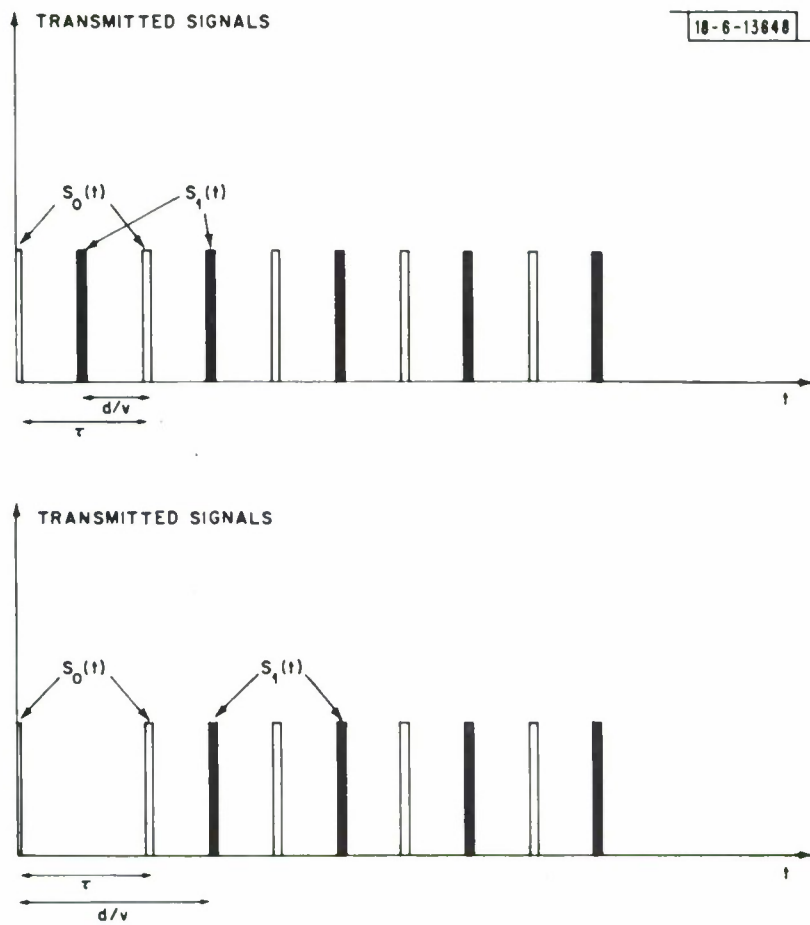 TRANSMITTED SIGNALS
18-6-13648
S0(t) S1(t)
d/v
τ
t
TRANSMITTED SIGNALS
S0(t) S1(t)
τ
t
d/v